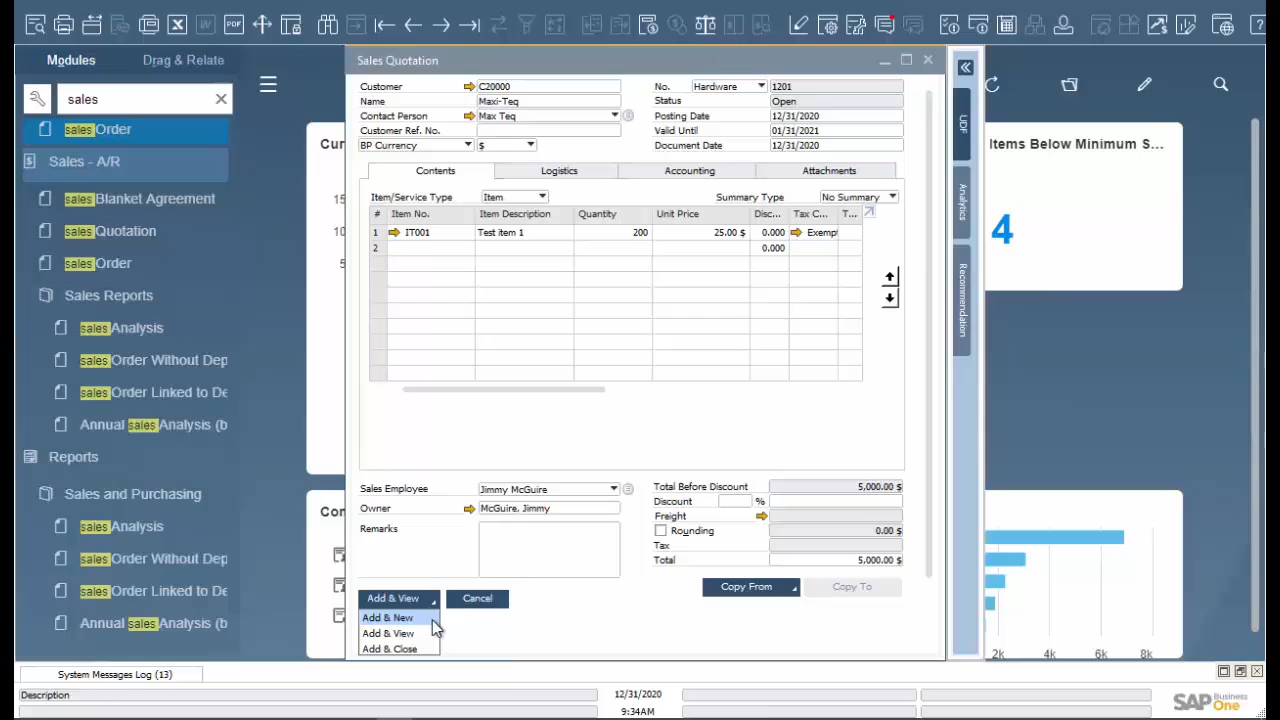 Modules
Drag & Relate
sales
sales Order
Sales - A/R
sales Blanket Agreement
sales Quotation
sales Order
Sales Reports
sales Analysis
sales Order Without Dep
sales Order Linked to De
Annual sales Analysis (b
Reports
Sales and Purchasing
sales Analysis
sales Order Without Dep
sales Order Linked to De
Annual sales Analysis (b
Cur
15
10
5
Con
Sales Quotation
Customer C20000
Name Maxi-Teq
Contact Person Max Teq
Customer Ref. No.
BP Currency $
No. Hardware 1201
Status Open
Posting Date 12/31/2020
Valid Until 01/31/2021
Document Date 12/31/2020
Contents Logistics Accounting Attachments
Item/Service Type Item Summary Type No Summary
# Item No. Item Description Quantity Unit Price Disc... Tax C... T...
1 IT001 Test item 1 200 25.00 $ 0.000 Exempt
2 0.000
Sales Employee Jimmy McGuire
Owner McGuire, Jimmy
Remarks
Total Before Discount 5,000.00 $
Discount %
Freight
Rounding 0.00 $
Tax
Total 5,000.00 $
Add & View Cancel Copy From Copy To
Add & New
Add & View
Add & Close
UDF
Analytics
Recommendation
Items Below Minimum S...
4
2k 4k 6k 8k
System Messages Log (13)
Description
12/31/2020
9:34AM
SAP Business One